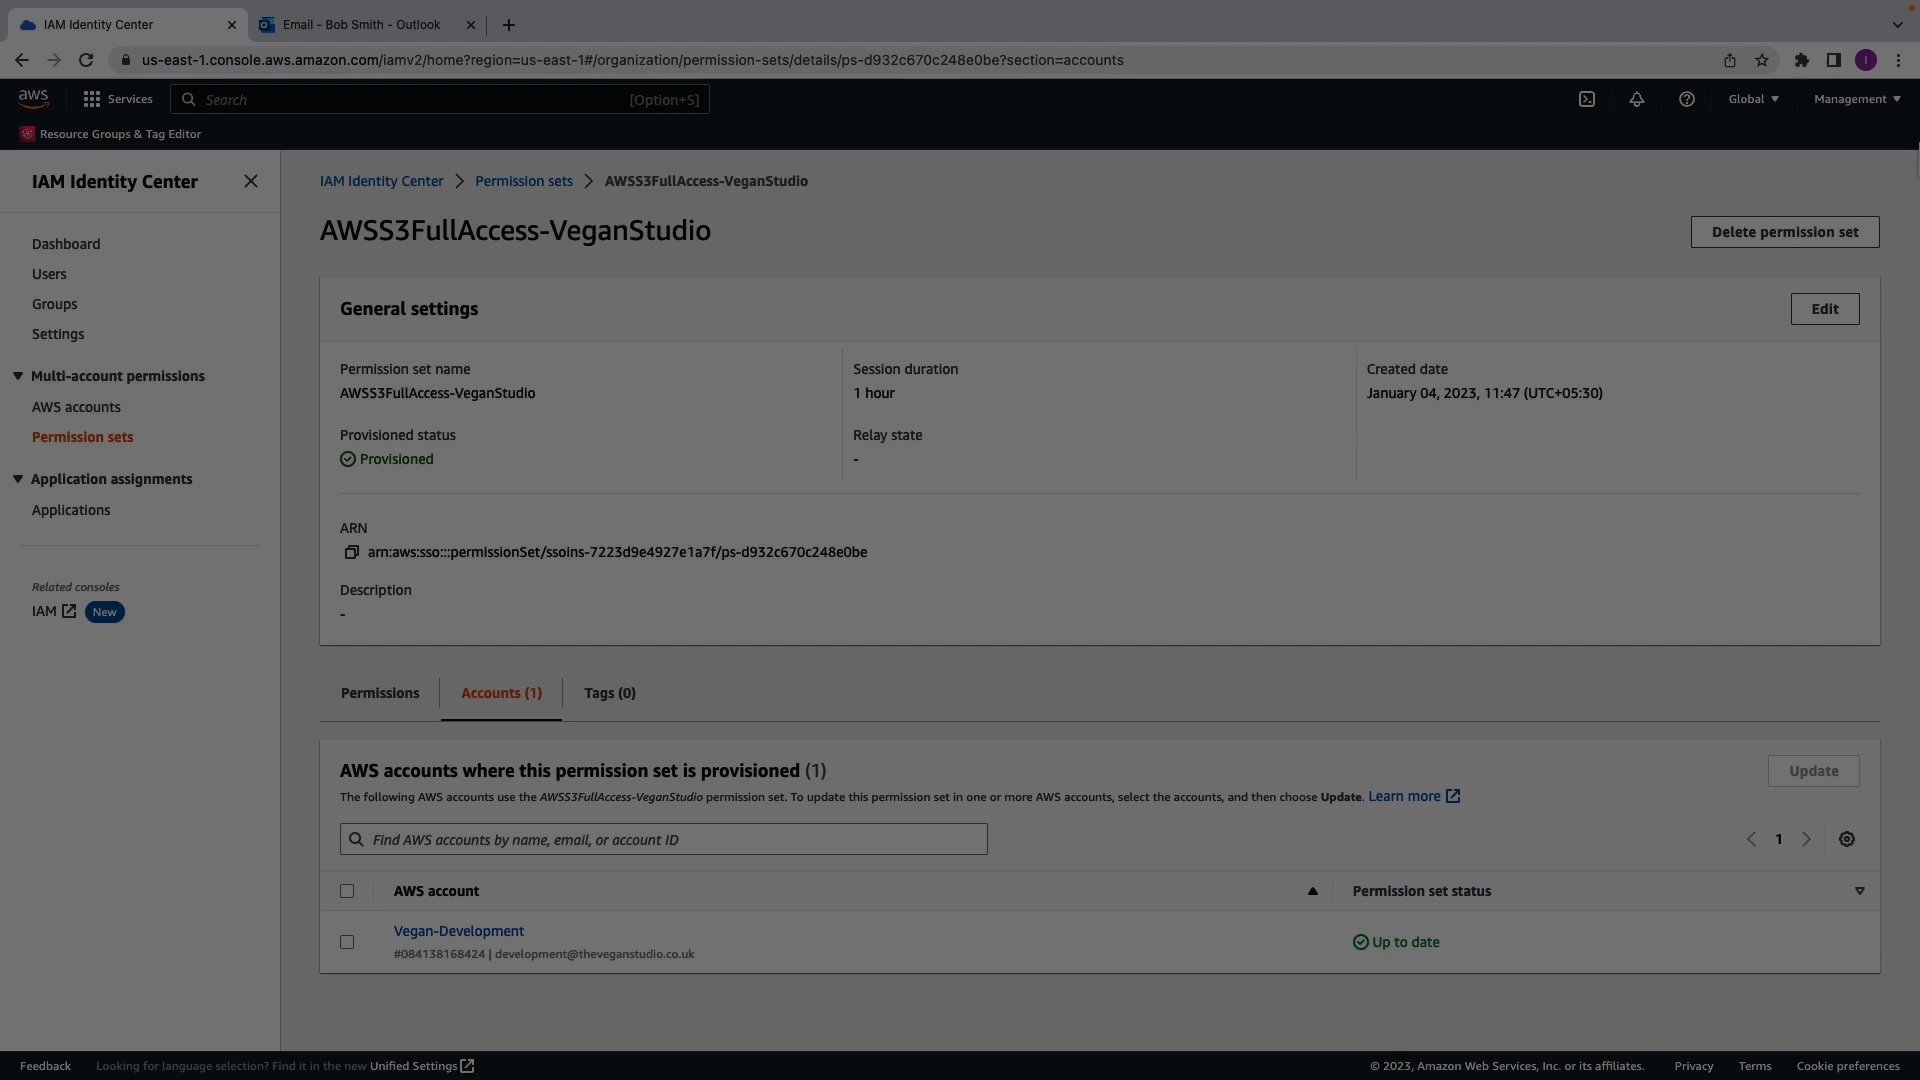 IAM Identity Center
Email - Bob Smith - Outlook
us-east-1.console.aws.amazon.com/iamv2/home?region=us-east-1#/organization/permission-sets/details/ps-d932c670c248e0be?section=accounts
I
aws
Services
Search
[Option+S]
Global
Management
Resource Groups & Tag Editor
IAM Identity Center
Dashboard
Users
Groups
Settings
Multi-account permissions
AWS accounts
Permission sets
Application assignments
Applications
Related consoles
IAM New
IAM Identity Center > Permission sets > AWSS3FullAccess-VeganStudio
AWSS3FullAccess-VeganStudio
Delete permission set
General settings
Edit
Permission set name
AWSS3FullAccess-VeganStudio
Session duration
1 hour
Created date
January 04, 2023, 11:47 (UTC+05:30)
Provisioned status
Provisioned
Relay state
-
ARN
arn:aws:sso:::permissionSet/ssoins-7223d9e4927e1a7f/ps-d932c670c248e0be
Description
-
Permissions
Accounts (1)
Tags (0)
AWS accounts where this permission set is provisioned (1)
Update
The following AWS accounts use the AWSS3FullAccess-VeganStudio permission set. To update this permission set in one or more AWS accounts, select the accounts, and then choose Update. Learn more
Find AWS accounts by name, email, or account ID
1
AWS account
Permission set status
Vegan-Development
#084138168424 | development@theveganstudio.co.uk
Up to date
Feedback
Looking for language selection? Find it in the new Unified Settings
© 2023, Amazon Web Services, Inc. or its affiliates.
Privacy
Terms
Cookie preferences